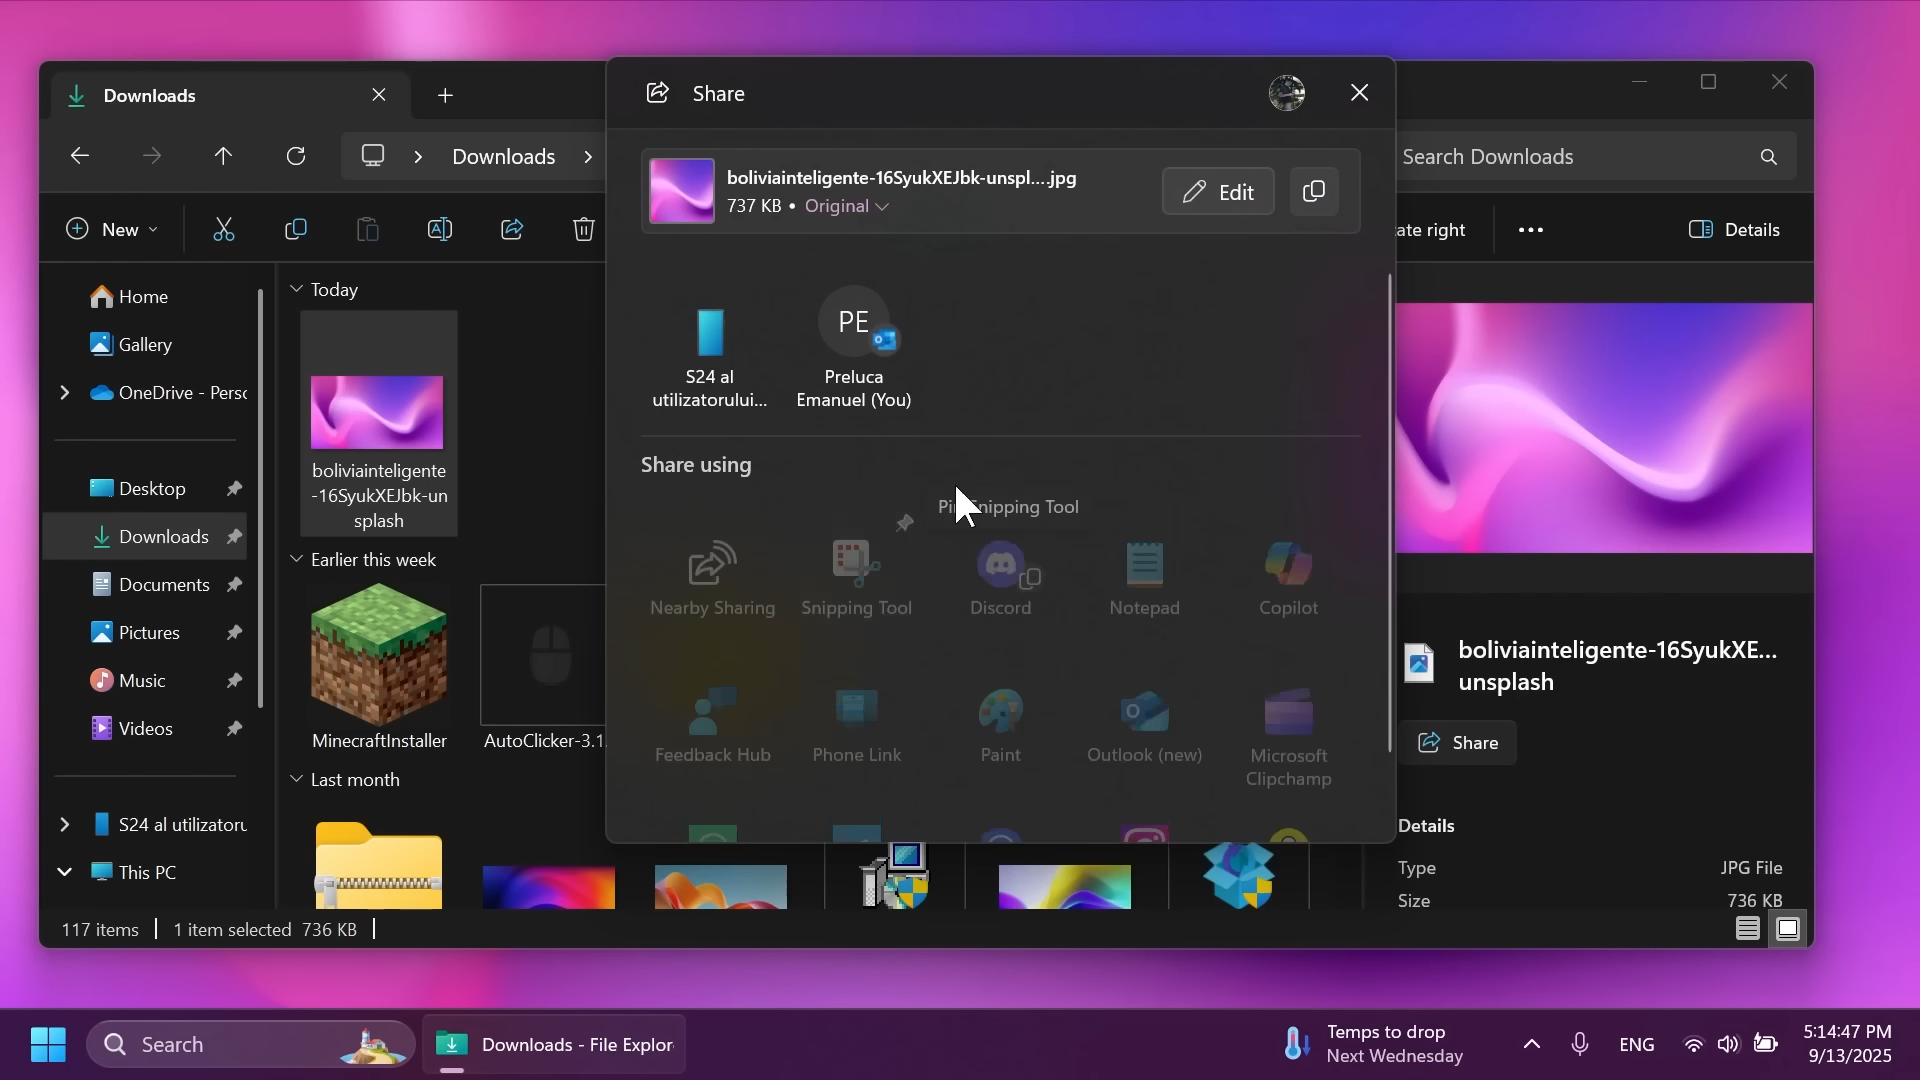 Downloads
Share
Downloads
Search Downloads
boliviainteligente-16SyukXEJbk-unspl....jpg
737 KB • Original
Edit
New
ate right
Details
Home
Gallery
OneDrive - Persc
Desktop
Downloads
Documents
Pictures
Music
Videos
S24 al utilizatoru
This PC
Today
boliviainteligente
-16SyukXEJbk-un
splash
Earlier this week
MinecraftInstaller
AutoClicker-3.1.
Last month
PE
S24 al
utilizatorului...
Preluca
Emanuel (You)
Share using
Snipping Tool
Nearby Sharing
Snipping Tool
Discord
Notepad
Copilot
Feedback Hub
Phone Link
Paint
Outlook (new)
Microsoft
Clipchamp
boliviainteligente-16SyukXE...
unsplash
Share
Details
Type
JPG File
Size
736 KB
117 items
1 item selected 736 KB
Search
Downloads - File Explor
Temps to drop
Next Wednesday
ENG
5:14:47 PM
9/13/2025